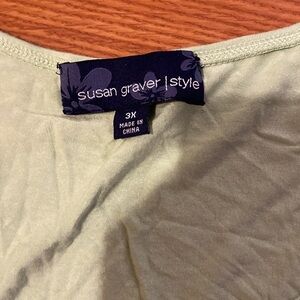 susan graver | style
3X
MADE IN
CHINA